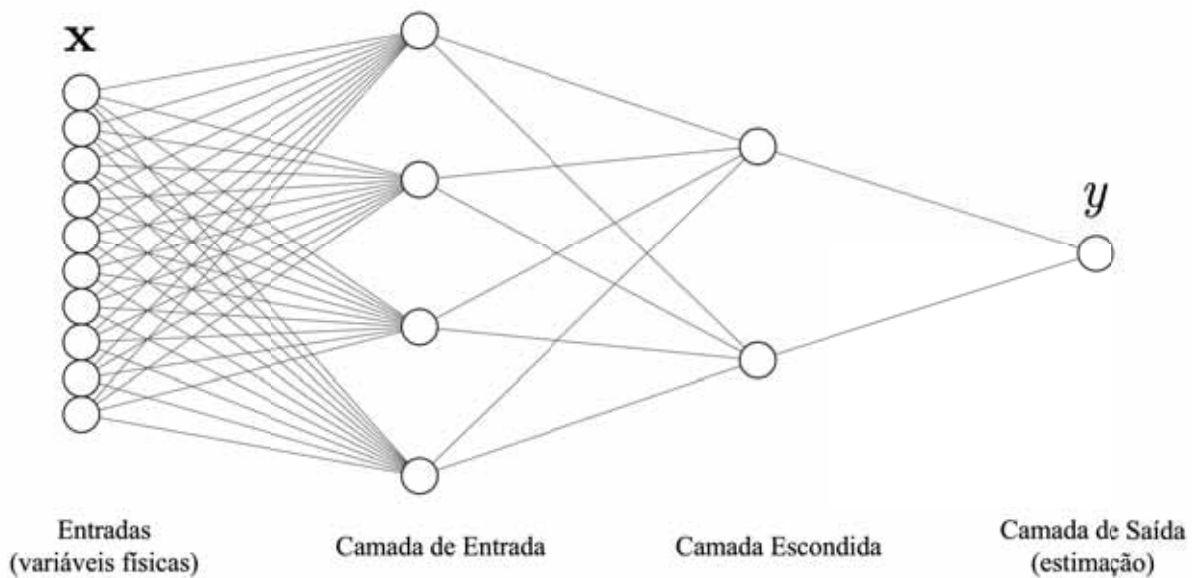 x
y
Entradas
(variáveis físicas)
Camada de Entrada
Camada Escondida
Camada de Saída
(estimação)